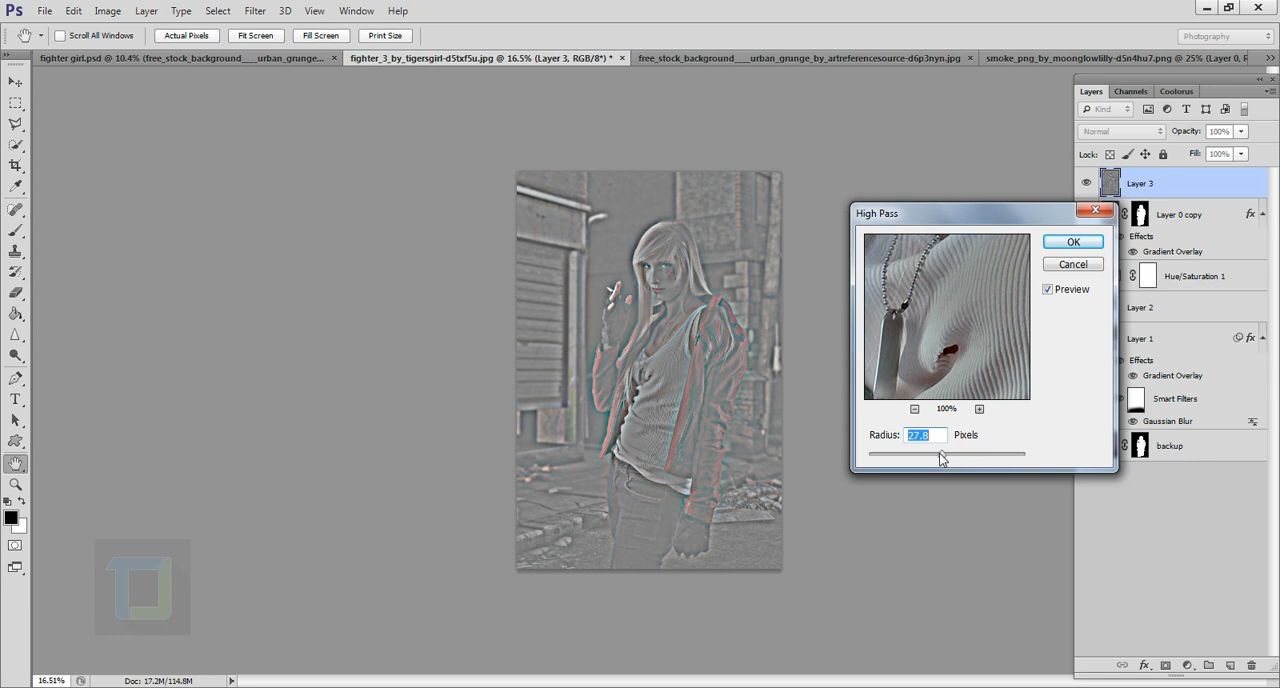 Ps File Edit Image Layer Type Select Filter 3D View Window Help
Scroll All Windows Actual Pixels Fit Screen Fill Screen Print Size Photography
fighter girl.psd @ 10.4% (free_stock_background___urban_grunge... × fighter_3_by_tigersgirl-d5txf5u.jpg @ 16.5% (Layer 3, RGB/8*) * × free_stock_background___urban_grunge_by_artreferencesource-d6p3nyn.jpg × smoke_png_by_moonglowlilly-d5n4hu7.png @ 25% (Layer 0, R
Layers Channels Coolorus
Kind
Normal Opacity: 100%
Lock: Fill: 100%
Layer 3
Layer 0 copy fx
Effects
Gradient Overlay
Hue/Saturation 1
Layer 2
Layer 1 fx
Effects
Gradient Overlay
Smart Filters
Gaussian Blur
backup
High Pass
OK
Cancel
Preview
100%
Radius: 27.8 Pixels
16.51% Doc: 17.2M/114.8M